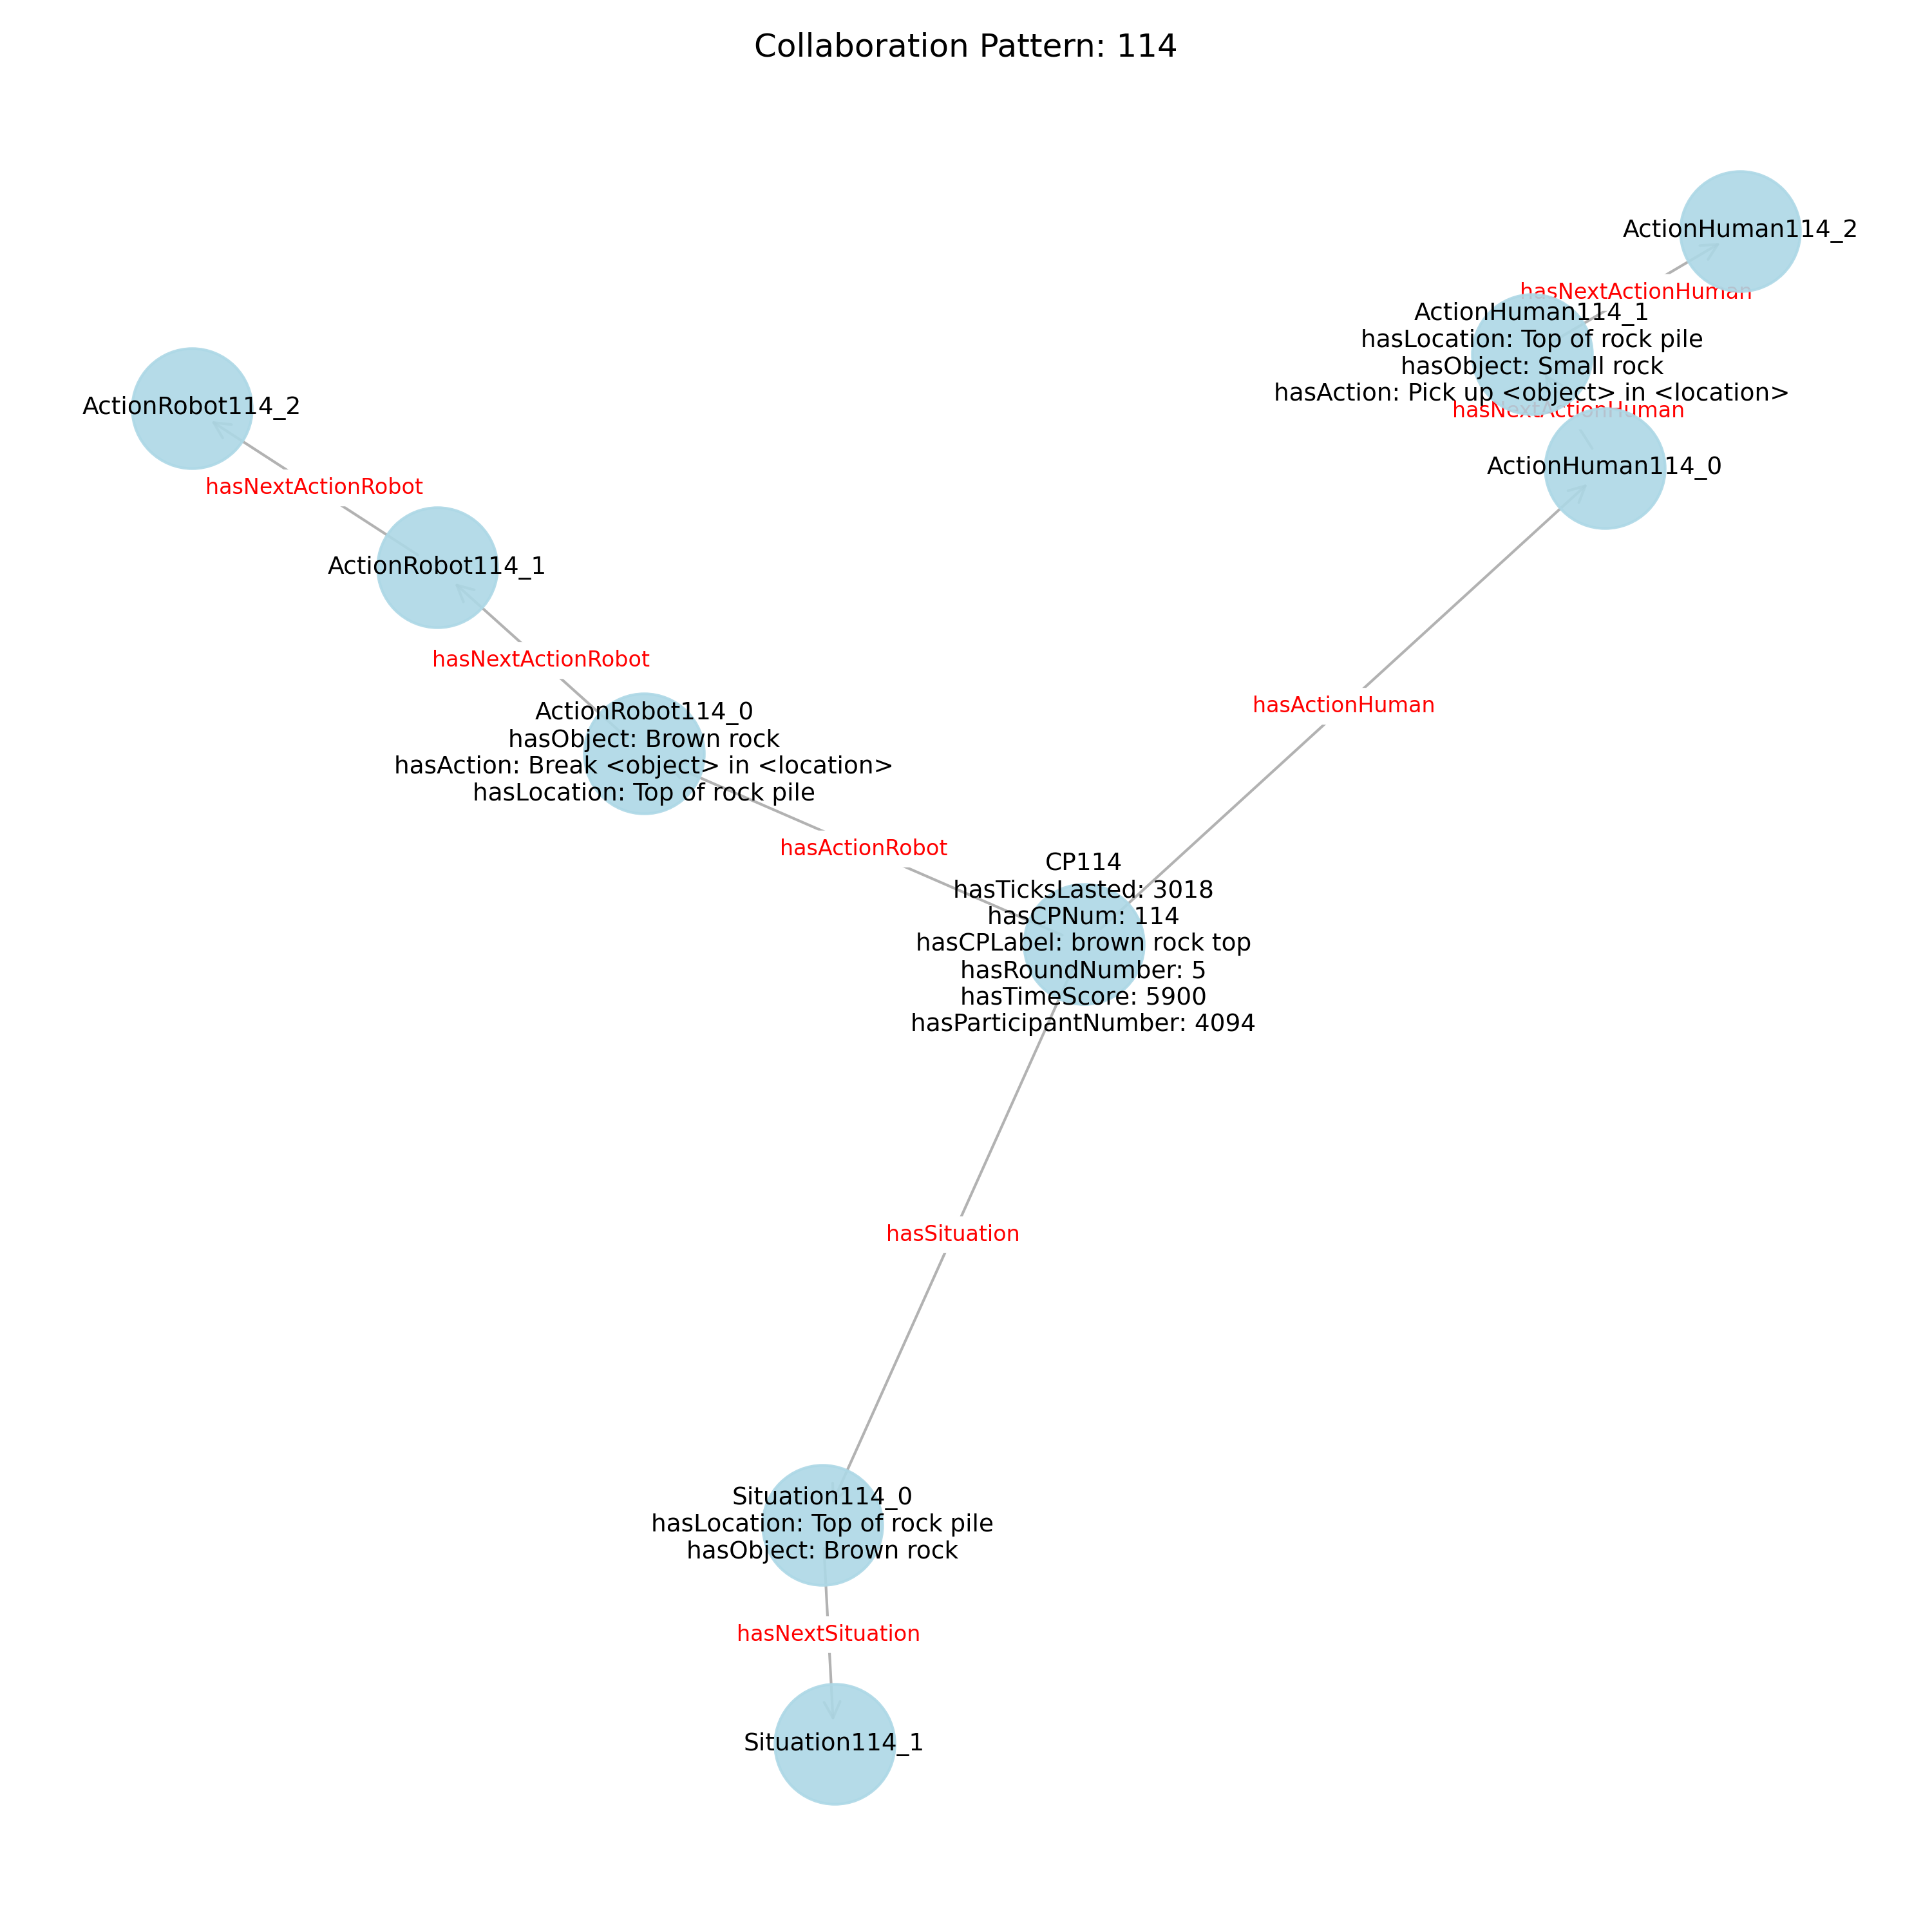 Collaboration Pattern: 114
ActionHuman114_2
hasNextActionHuman
ActionHuman114_1
hasLocation: Top of rock pile
hasObject: Small rock
hasAction: Pick up <object> in <location>
hasNextActionHuman
ActionHuman114_0
ActionRobot114_2
hasNextActionRobot
ActionRobot114_1
hasNextActionRobot
ActionRobot114_0
hasObject: Brown rock
hasAction: Break <object> in <location>
hasLocation: Top of rock pile
hasActionHuman
hasActionRobot
CP114
hasTicksLasted: 3018
hasCPNum: 114
hasCPLabel: brown rock top
hasRoundNumber: 5
hasTimeScore: 5900
hasParticipantNumber: 4094
hasSituation
Situation114_0
hasLocation: Top of rock pile
hasObject: Brown rock
hasNextSituation
Situation114_1